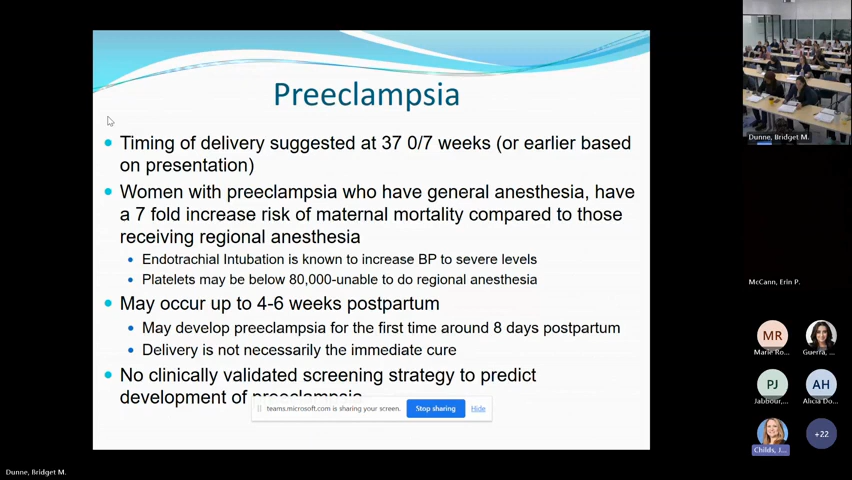 Preeclampsia
Timing of delivery suggested at 37 0/7 weeks (or earlier based
on presentation)
Women with preeclampsia who have general anesthesia, have
a 7 fold increase risk of maternal mortality compared to those
receiving regional anesthesia
Endotrachial Intubation is known to increase BP to severe levels
Platelets may be below 80,000-unable to do regional anesthesia
May occur up to 4-6 weeks postpartum
May develop preeclampsia for the first time around 8 days postpartum
Delivery is not necessarily the immediate cure
No clinically validated screening strategy to predict
development of preeclampsia
teams.microsoft.com is sharing your screen.
Stop sharing
Hide
Dunne, Bridget M.
McCann, Erin P.
MR
Marie Ro...
Guerra, ...
PJ
Jabbour,...
AH
Alicia Do...
Childs, J...
+22
Dunne, Bridget M.